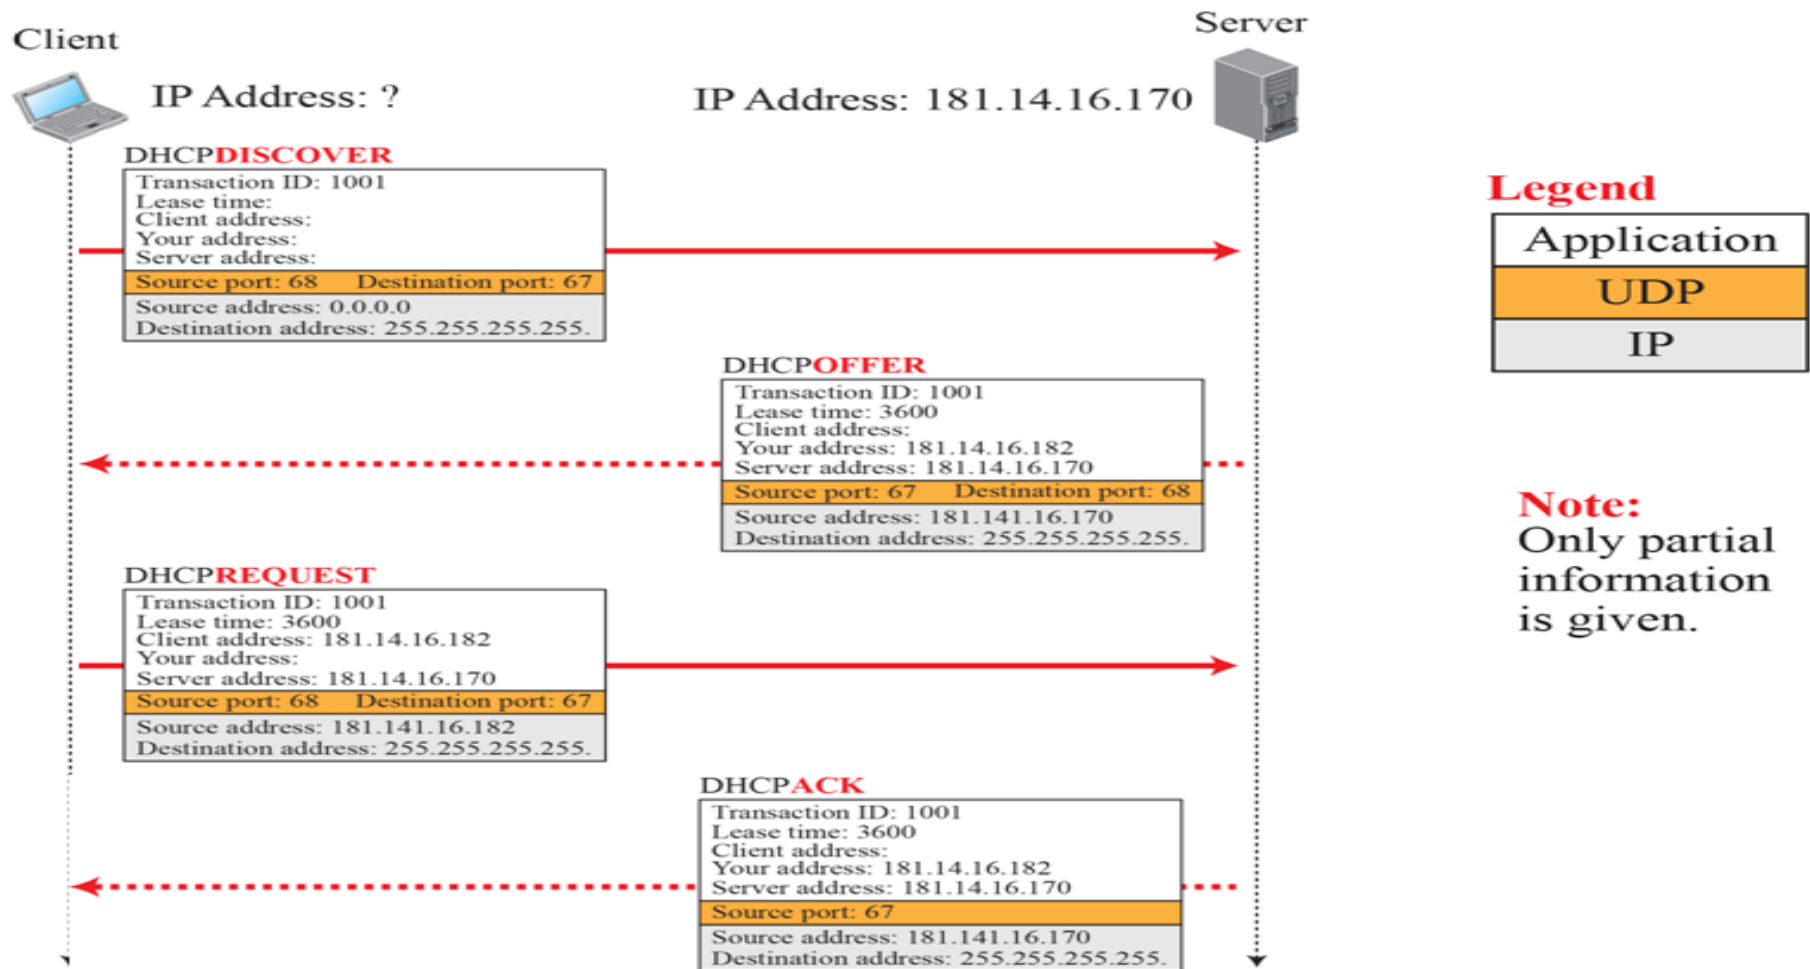 Client
Server
IP Address: ?
IP Address: 181.14.16.170
DHCPDISCOVER
Transaction ID: 1001
Lease time:
Client address:
Your address:
Server address:
Source port: 68 Destination port: 67
Source address: 0.0.0.0
Destination address: 255.255.255.255.
Legend
Application
UDP
IP
DHCPOFFER
Transaction ID: 1001
Lease time: 3600
Client address:
Your address: 181.14.16.182
Server address: 181.14.16.170
Source port: 67 Destination port: 68
Source address: 181.141.16.170
Destination address: 255.255.255.255.
Note:
Only partial
information
is given.
DHCPREQUEST
Transaction ID: 1001
Lease time: 3600
Client address: 181.14.16.182
Your address:
Server address: 181.14.16.170
Source port: 68 Destination port: 67
Source address: 181.141.16.182
Destination address: 255.255.255.255.
DHCPACK
Transaction ID: 1001
Lease time: 3600
Client address:
Your address: 181.14.16.182
Server address: 181.14.16.170
Source port: 67
Source address: 181.141.16.170
Destination address: 255.255.255.255.